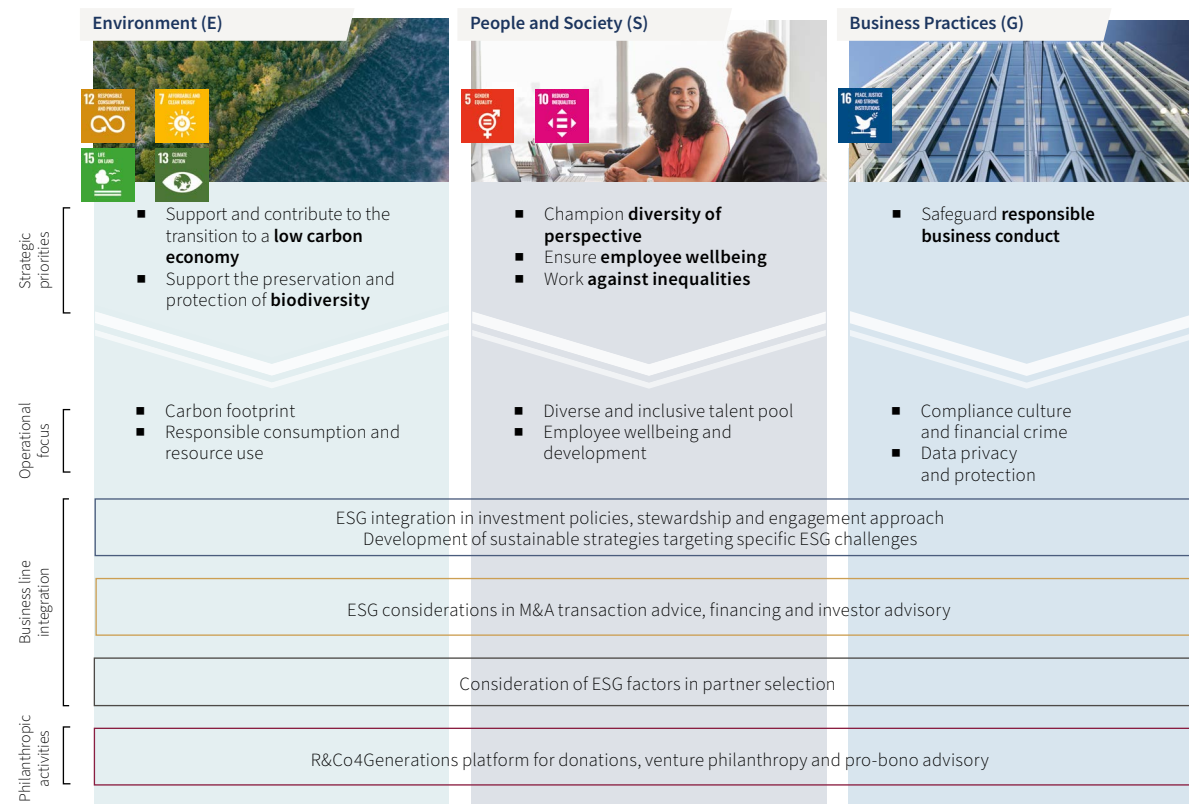 Environment (E)
People and Society (S)
Business Practices (G)
12 RESPONSIBLE
CONSUMPTION
AND PRODUCTION
7 AFFORDABLE AND
CLEAN ENERGY
15 LIFE
ON LAND
13 CLIMATE
ACTION
5 GENDER
EQUALITY
10 REDUCED
INEQUALITIES
16 PEACE, JUSTICE
AND STRONG
INSTITUTIONS
Strategic
priorities
■ Support and contribute to the
transition to a low carbon
economy
■ Support the preservation and
protection of biodiversity
■ Champion diversity of
perspective
■ Ensure employee wellbeing
■ Work against inequalities
■ Safeguard responsible
business conduct
Operational
focus
■ Carbon footprint
■ Responsible consumption and
resource use
■ Diverse and inclusive talent pool
■ Employee wellbeing and
development
■ Compliance culture
and financial crime
■ Data privacy
and protection
Business line
integration
ESG integration in investment policies, stewardship and engagement approach
Development of sustainable strategies targeting specific ESG challenges
ESG considerations in M&A transaction advice, financing and investor advisory
Consideration of ESG factors in partner selection
Philanthropic
activities
R&Co4Generations platform for donations, venture philanthropy and pro-bono advisory